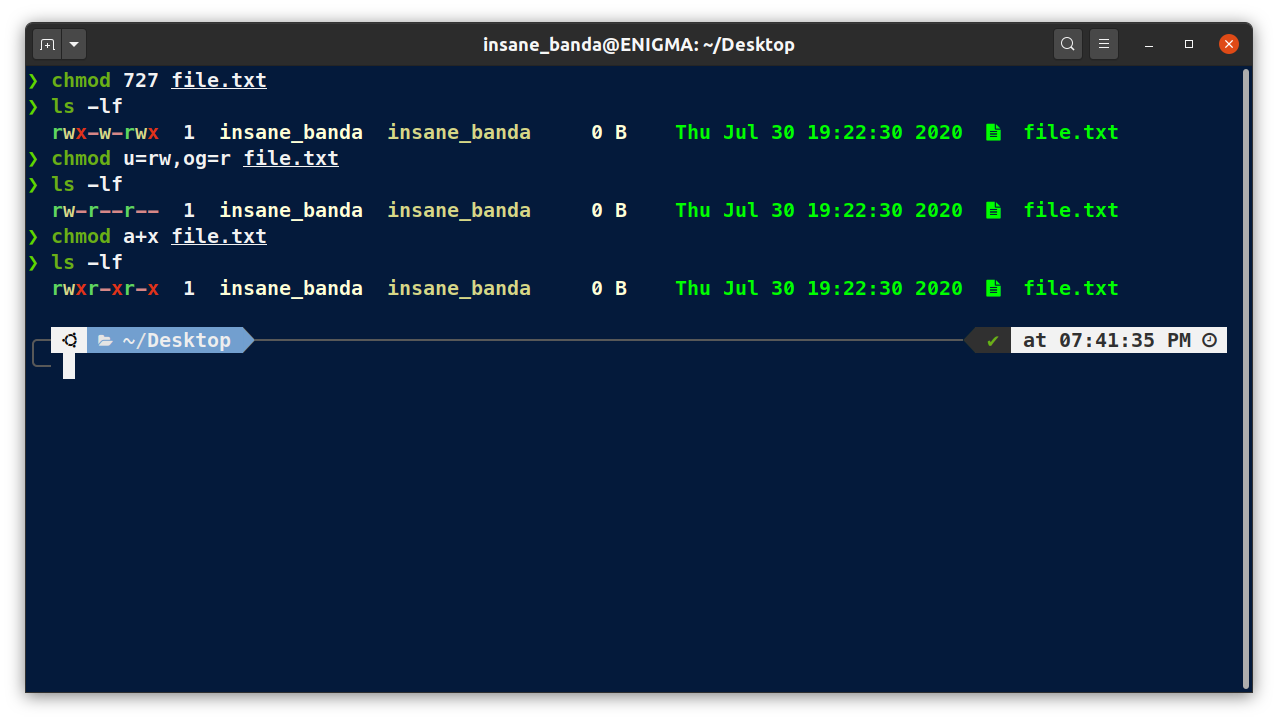 insane_banda@ENIGMA: ~/Desktop
❯ chmod 727 file.txt
❯ ls -lf
rwx-w-rwx 1 insane_banda insane_banda 0 B Thu Jul 30 19:22:30 2020 file.txt
❯ chmod u=rw,og=r file.txt
❯ ls -lf
rw-r--r-- 1 insane_banda insane_banda 0 B Thu Jul 30 19:22:30 2020 file.txt
❯ chmod a+x file.txt
❯ ls -lf
rwxr-xr-x 1 insane_banda insane_banda 0 B Thu Jul 30 19:22:30 2020 file.txt
~/Desktop ✔ at 07:41:35 PM